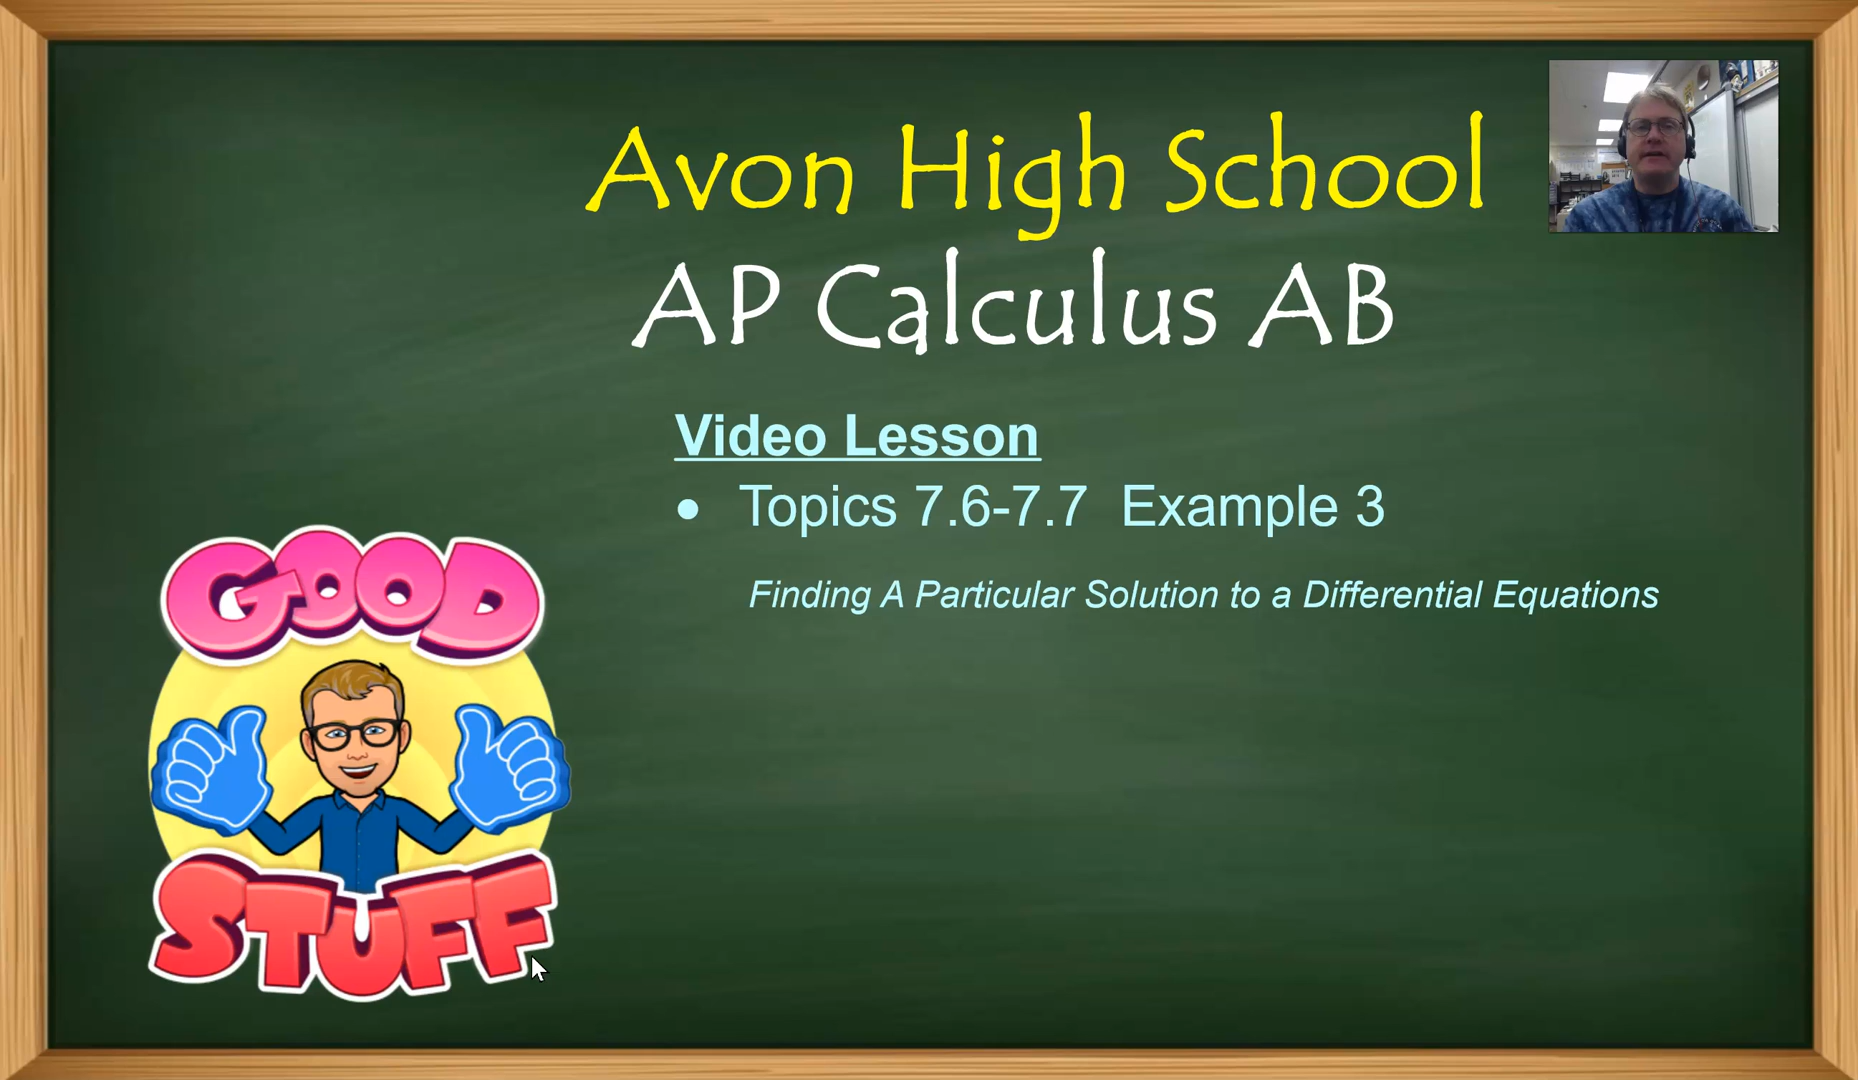 Avon High School
AP Calculus AB
Video Lesson
• Topics 7.6-7.7 Example 3
Finding A Particular Solution to a Differential Equations
GOOD
STUFF